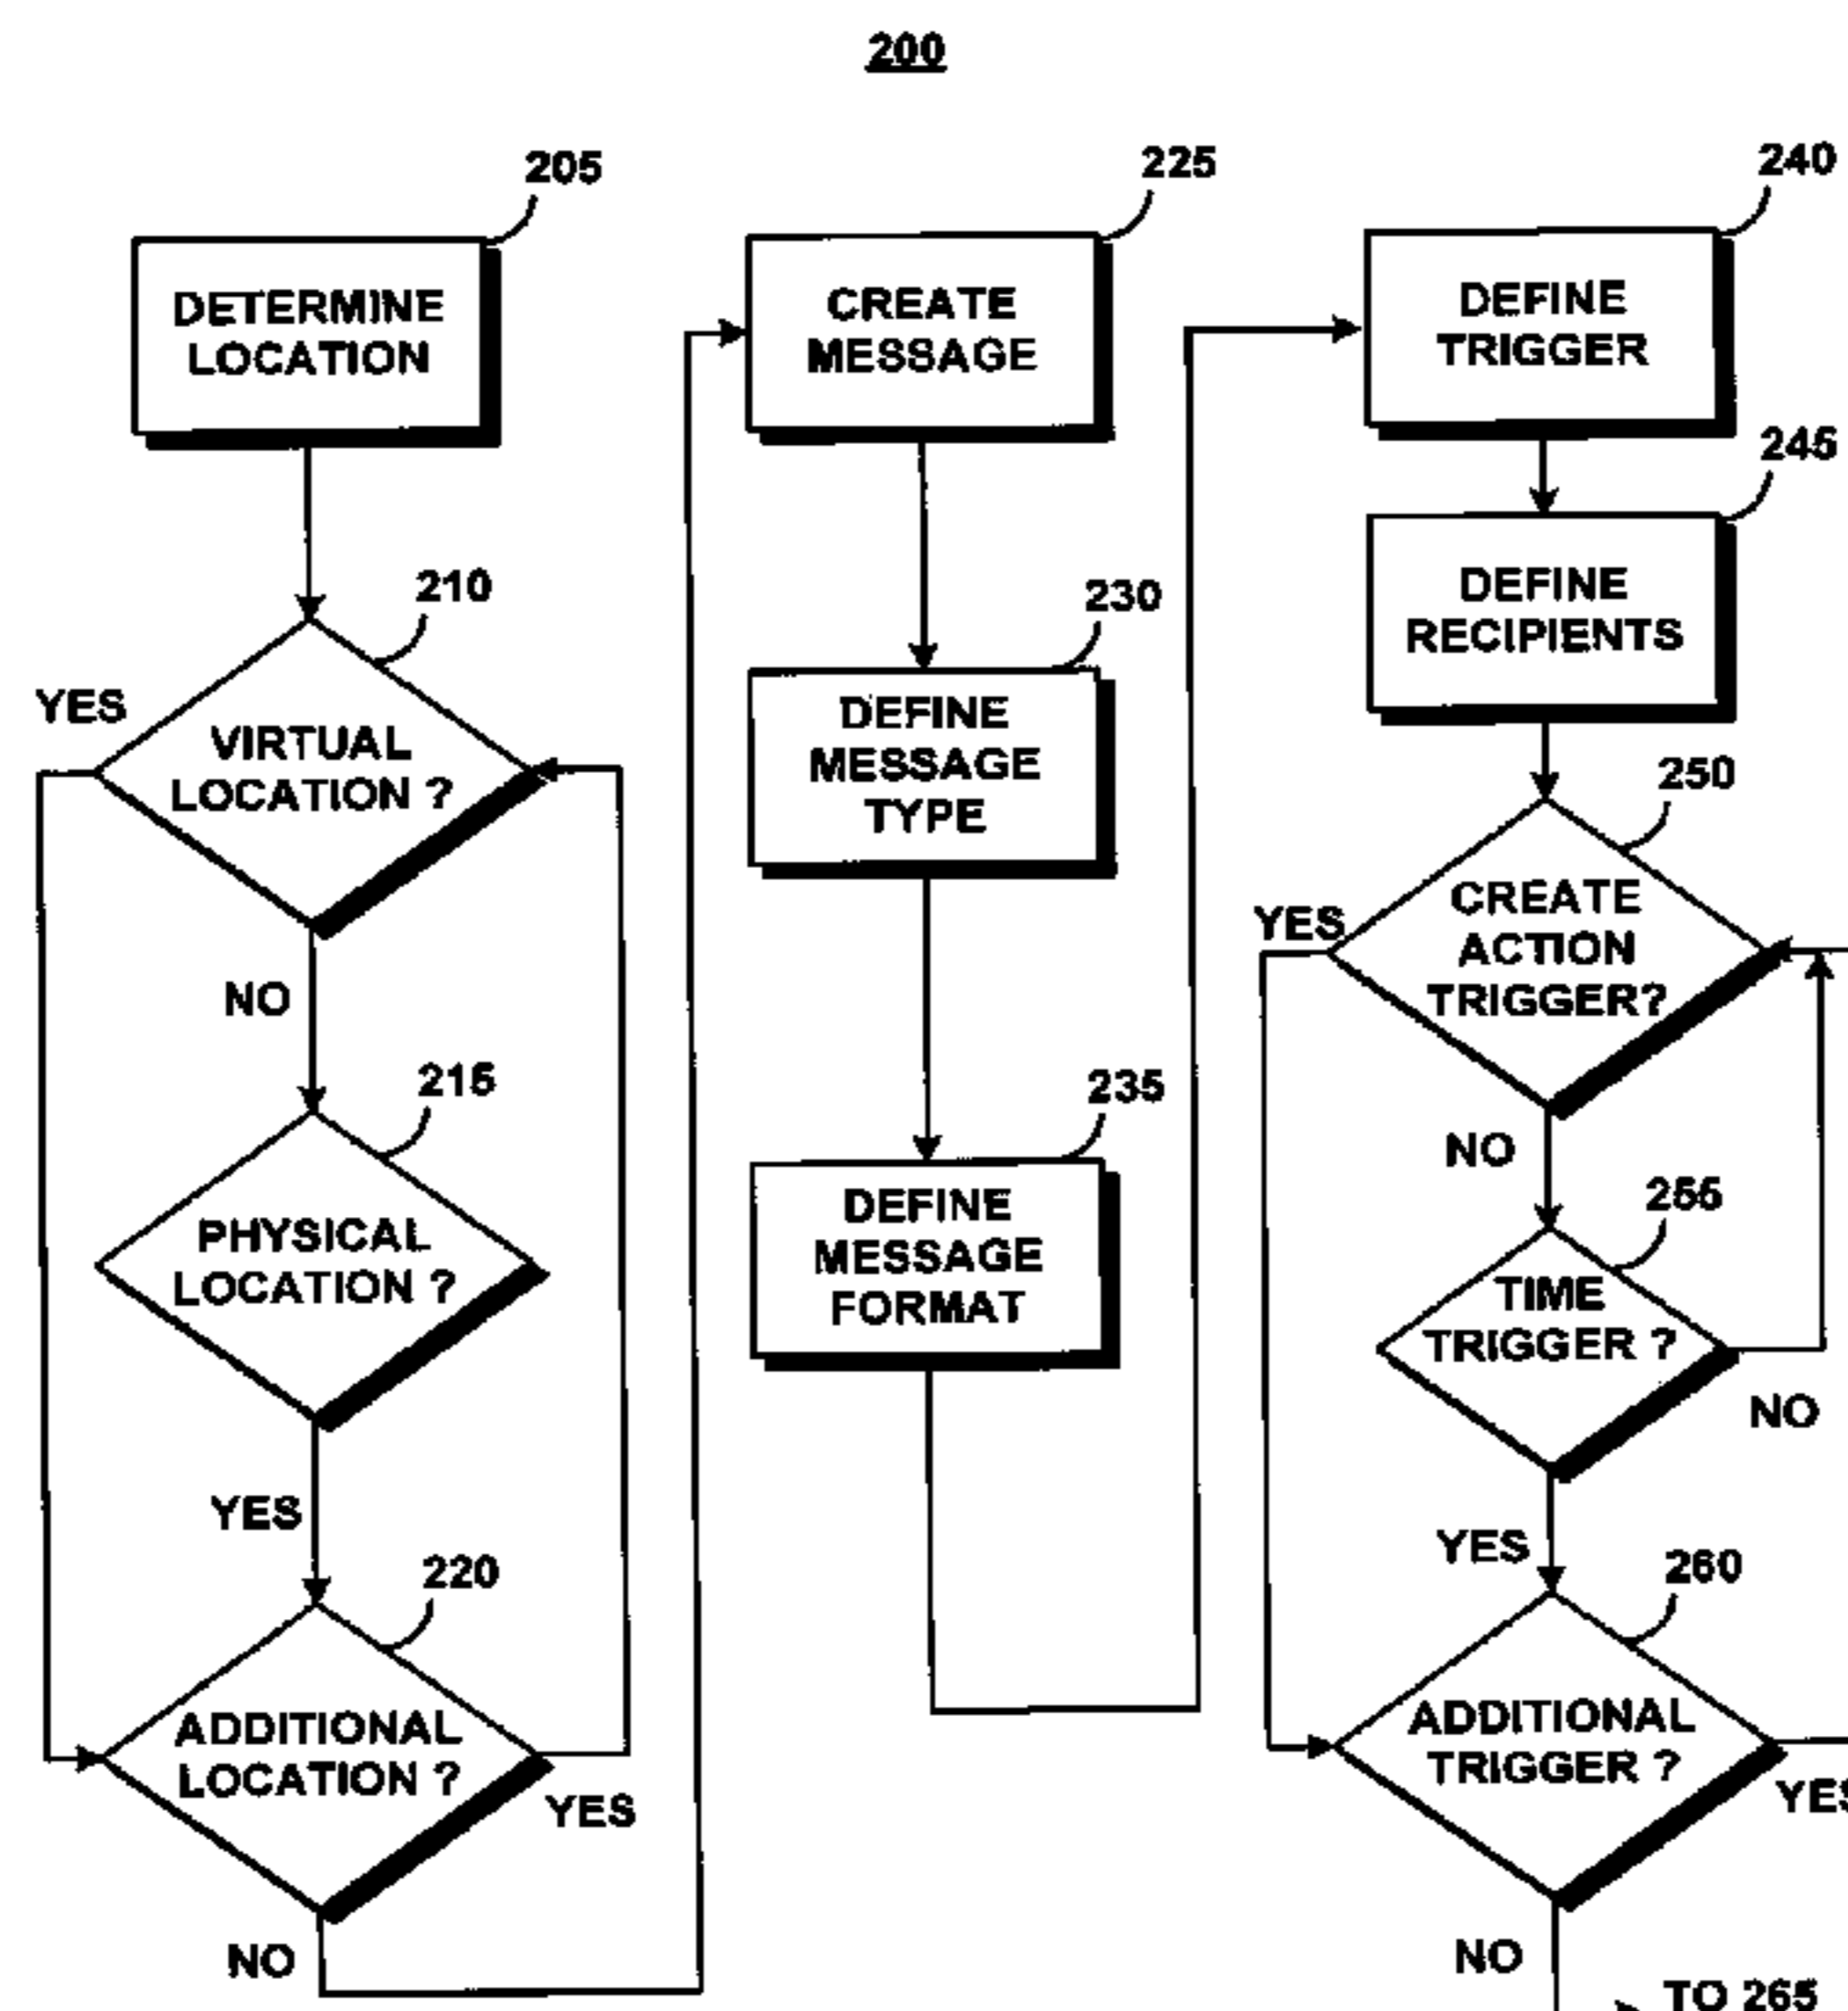 200
205
DETERMINE
LOCATION
210
YES
VIRTUAL
LOCATION ?
NO
215
PHYSICAL
LOCATION ?
YES
220
ADDITIONAL
LOCATION ?
YES
NO
225
CREATE
MESSAGE
230
DEFINE
MESSAGE
TYPE
235
DEFINE
MESSAGE
FORMAT
240
DEFINE
TRIGGER
245
DEFINE
RECIPIENTS
250
YES
CREATE
ACTION
TRIGGER?
NO
255
TIME
TRIGGER ?
NO
YES
260
ADDITIONAL
TRIGGER ?
YES
NO
TO 265